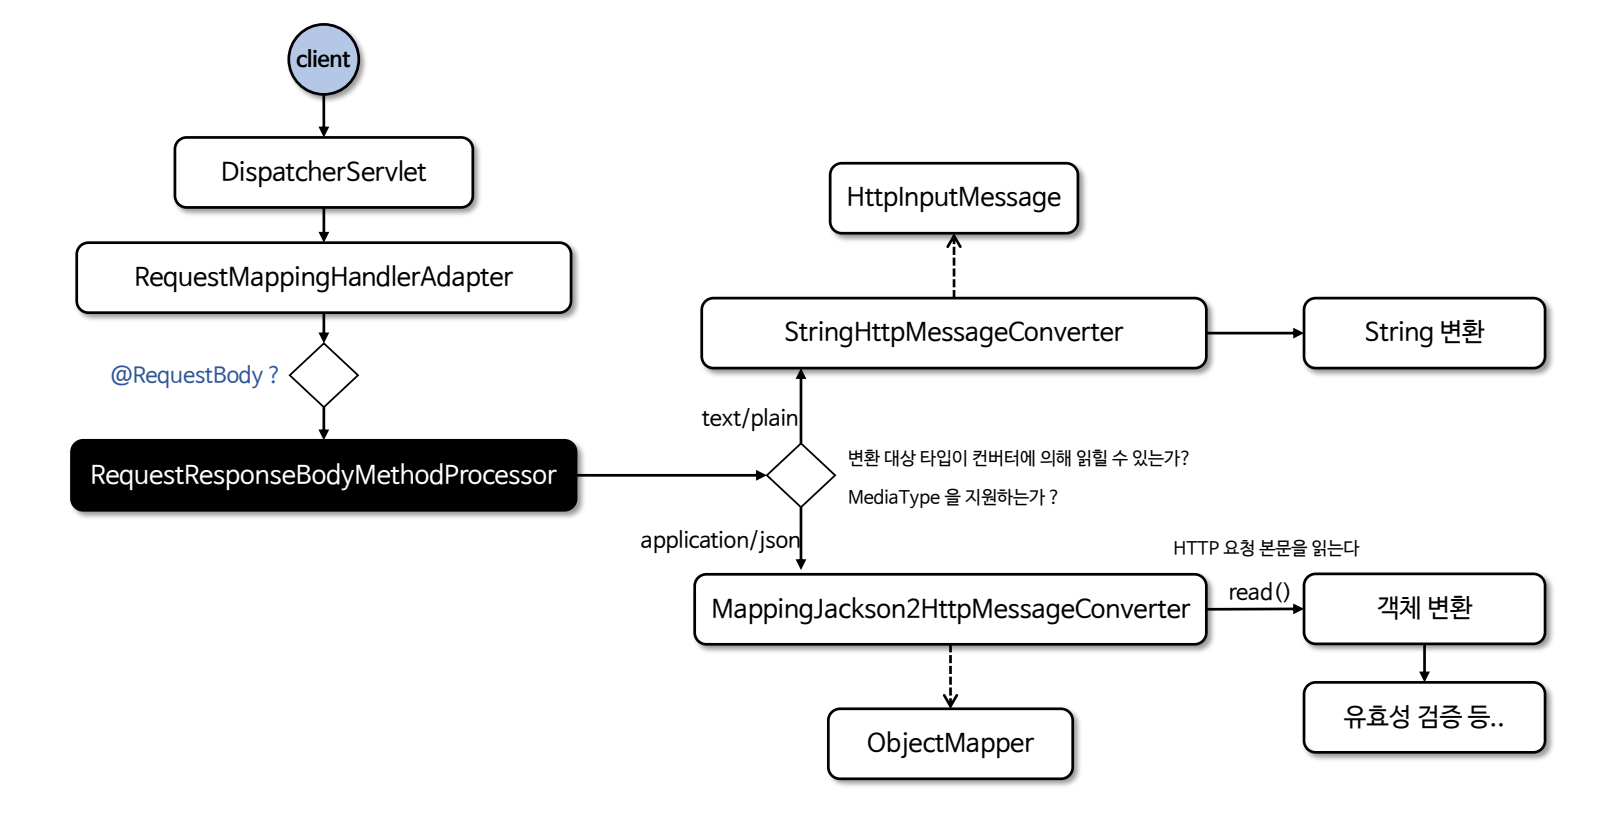 client
DispatcherServlet
RequestMappingHandlerAdapter
@RequestBody ?
RequestResponseBodyMethodProcessor
HttpInputMessage
StringHttpMessageConverter
String 변환
text/plain
변환 대상 타입이 컨버터에 의해 읽힐 수 있는가?
MediaType 을 지원하는가 ?
application/json
HTTP 요청 본문을 읽는다
MappingJackson2HttpMessageConverter
read()
객체 변환
유효성 검증 등..
ObjectMapper